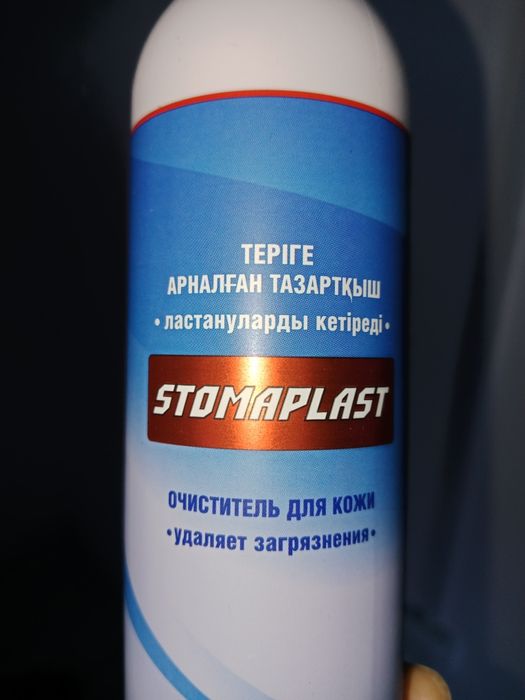 ТЕРІГЕ
АРНАЛҒАН ТАЗАРТҚЫШ
• ластануларды кетіреді •
STOMAPLAST
ОЧИСТИТЕЛЬ ДЛЯ КОЖИ
•удаляет загрязнения•